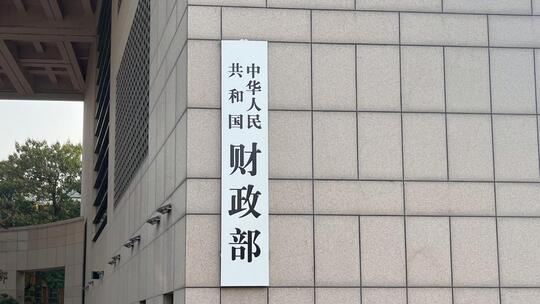 中华人民
共和国
财政部